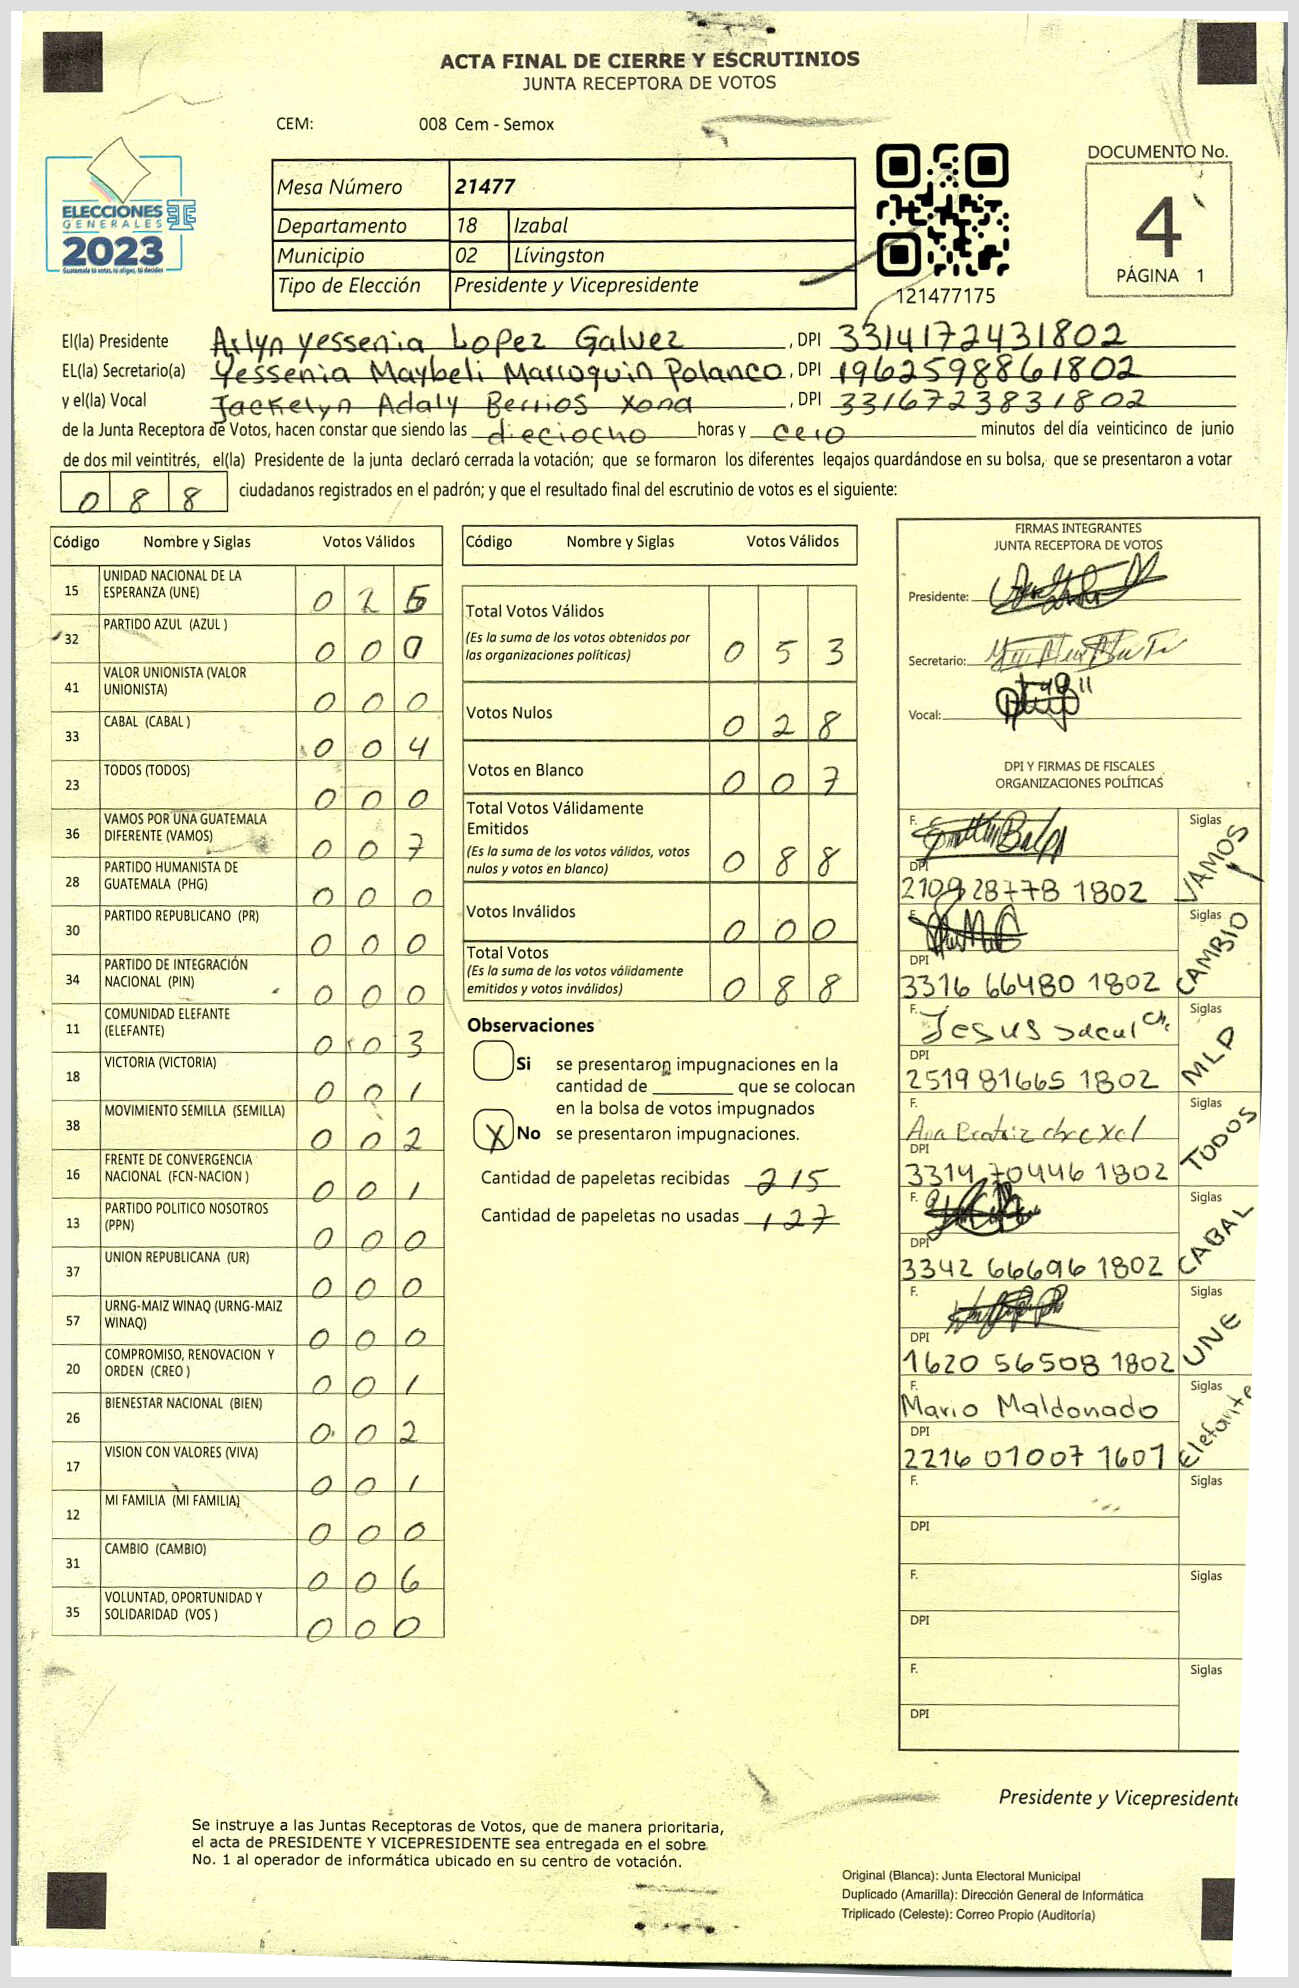 ACTA FINAL DE CIERRE Y ESCRUTINIOS
JUNTA RECEPTORA DE VOTOS
CEM: 008 Cem - Semox
ELECCIONES
GENERALES
2023
Guatemala tú votas, tú eliges, tú decides
Mesa Número 21477
Departamento 18 Izabal
Municipio 02 Lívingston
Tipo de Elección Presidente y Vicepresidente
121477175
DOCUMENTO No.
4
PÁGINA 1
El(la) Presidente Arlyn yessenia Lopez Galvez, DPI 3314172431802
EL(la) Secretario(a) Yessenia Maybeli Marroquin Polanco, DPI 1962598861802
y el(la) Vocal Jackelyn Adaly Berrios Xona, DPI 3316723831802
de la Junta Receptora de Votos, hacen constar que siendo las dieciocho horas y cero minutos del día veinticinco de junio
de dos mil veintitrés, el(la) Presidente de la junta declaró cerrada la votación; que se formaron los diferentes legajos guardándose en su bolsa, que se presentaron a votar
088 ciudadanos registrados en el padrón; y que el resultado final del escrutinio de votos es el siguiente:
Código Nombre y Siglas Votos Válidos
15 UNIDAD NACIONAL DE LA ESPERANZA (UNE) 0 2 5
32 PARTIDO AZUL (AZUL ) 0 0 0
41 VALOR UNIONISTA (VALOR UNIONISTA) 0 0 0
33 CABAL (CABAL ) 0 0 4
23 TODOS (TODOS) 0 0 0
36 VAMOS POR UNA GUATEMALA DIFERENTE (VAMOS) 0 0 7
28 PARTIDO HUMANISTA DE GUATEMALA (PHG) 0 0 0
30 PARTIDO REPUBLICANO (PR) 0 0 0
34 PARTIDO DE INTEGRACIÓN NACIONAL (PIN) 0 0 0
11 COMUNIDAD ELEFANTE (ELEFANTE) 0 0 3
18 VICTORIA (VICTORIA) 0 0 1
38 MOVIMIENTO SEMILLA (SEMILLA) 0 0 2
16 FRENTE DE CONVERGENCIA NACIONAL (FCN-NACION ) 0 0 1
13 PARTIDO POLITICO NOSOTROS (PPN) 0 0 0
37 UNION REPUBLICANA (UR) 0 0 0
57 URNG-MAIZ WINAQ (URNG-MAIZ WINAQ) 0 0 0
20 COMPROMISO, RENOVACION Y ORDEN (CREO ) 0 0 1
26 BIENESTAR NACIONAL (BIEN) 0 0 2
17 VISION CON VALORES (VIVA) 0 0 1
12 MI FAMILIA (MI FAMILIA) 0 0 0
31 CAMBIO (CAMBIO) 0 0 6
35 VOLUNTAD, OPORTUNIDAD Y SOLIDARIDAD (VOS ) 0 0 0
Código Nombre y Siglas Votos Válidos
Total Votos Válidos 0 5 3
(Es la suma de los votos obtenidos por
las organizaciones políticas)
Votos Nulos 0 2 8
Votos en Blanco 0 0 7
Total Votos Válidamente
Emitidos 0 8 8
(Es la suma de los votos válidos, votos
nulos y votos en blanco)
Votos Inválidos 0 0 0
Total Votos 0 8 8
(Es la suma de los votos válidamente
emitidos y votos inválidos)
Observaciones
Si se presentaron impugnaciones en la
cantidad de ________ que se colocan
en la bolsa de votos impugnados
X No se presentaron impugnaciones.
Cantidad de papeletas recibidas 215
Cantidad de papeletas no usadas 127
FIRMAS INTEGRANTES
JUNTA RECEPTORA DE VOTOS
Presidente:
Secretario:
Vocal:
DPI Y FIRMAS DE FISCALES
ORGANIZACIONES POLÍTICAS
F. Siglas VAMOS
DPI 2109 28778 1802
F. Siglas CAMBIO
DPI 3316 66480 1802
F. Jesus Sacul Ch. Siglas MLP
DPI 2519 81665 1802
F. Ana Beatriz Siglas TODOS
DPI 3314 70446 1802
F. Siglas CABAL
DPI 3342 66696 1802
F. Siglas UNE
DPI 1620 56508 1802
F. Mario Maldonado Siglas Elefante
DPI 2216 01007 1601
F. Siglas
DPI
F. Siglas
DPI
F. Siglas
DPI
Presidente y Vicepresidente
Se instruye a las Juntas Receptoras de Votos, que de manera prioritaria,
el acta de PRESIDENTE Y VICEPRESIDENTE sea entregada en el sobre
No. 1 al operador de informática ubicado en su centro de votación.
Original (Blanca): Junta Electoral Municipal
Duplicado (Amarilla): Dirección General de Informática
Triplicado (Celeste): Correo Propio (Auditoría)